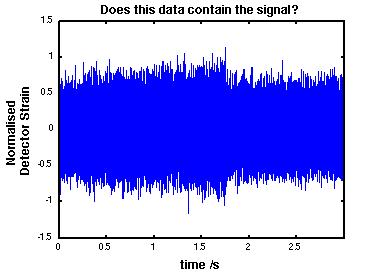 Does this data contain the signal?
1.5
1
0.5
0
-0.5
-1
-1.5
Normalised
Detector Strain
0 0.5 1 1.5 2 2.5
time /s